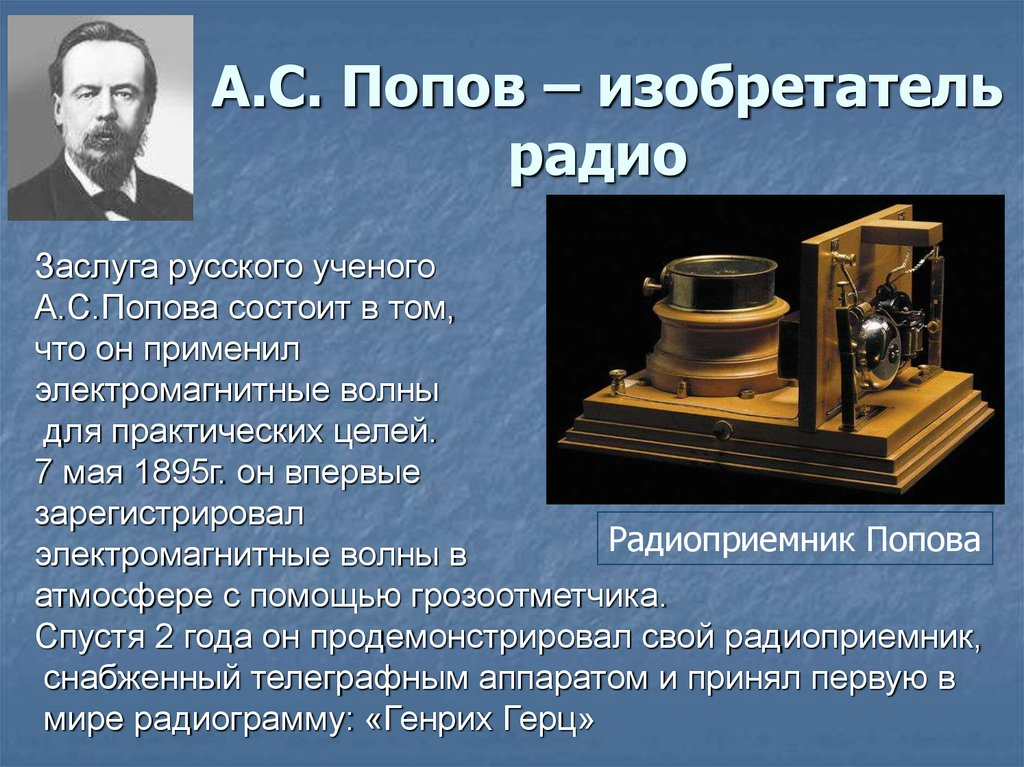 А.С. Попов – изобретатель
радио
Заслуга русского ученого
А.С.Попова состоит в том,
что он применил
электромагнитные волны
для практических целей.
7 мая 1895г. он впервые
зарегистрировал
электромагнитные волны в
атмосфере с помощью грозоотметчика.
Спустя 2 года он продемонстрировал свой радиоприемник,
снабженный телеграфным аппаратом и принял первую в
мире радиограмму: «Генрих Герц»
Радиоприемник Попова